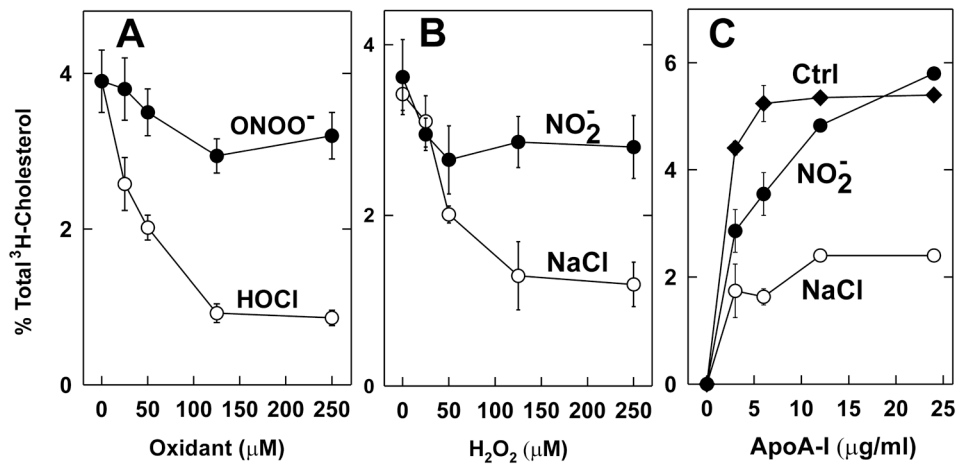 A
B
C
% Total ³H-Cholesterol
4
2
0
ONOO⁻
HOCl
0 50 100 150 200 250
Oxidant (μM)
4
2
0
NO₂⁻
NaCl
0 50 100 150 200 250
H₂O₂ (μM)
6
4
2
0
Ctrl
NO₂⁻
NaCl
0 5 10 15 20 25
ApoA-I (μg/ml)